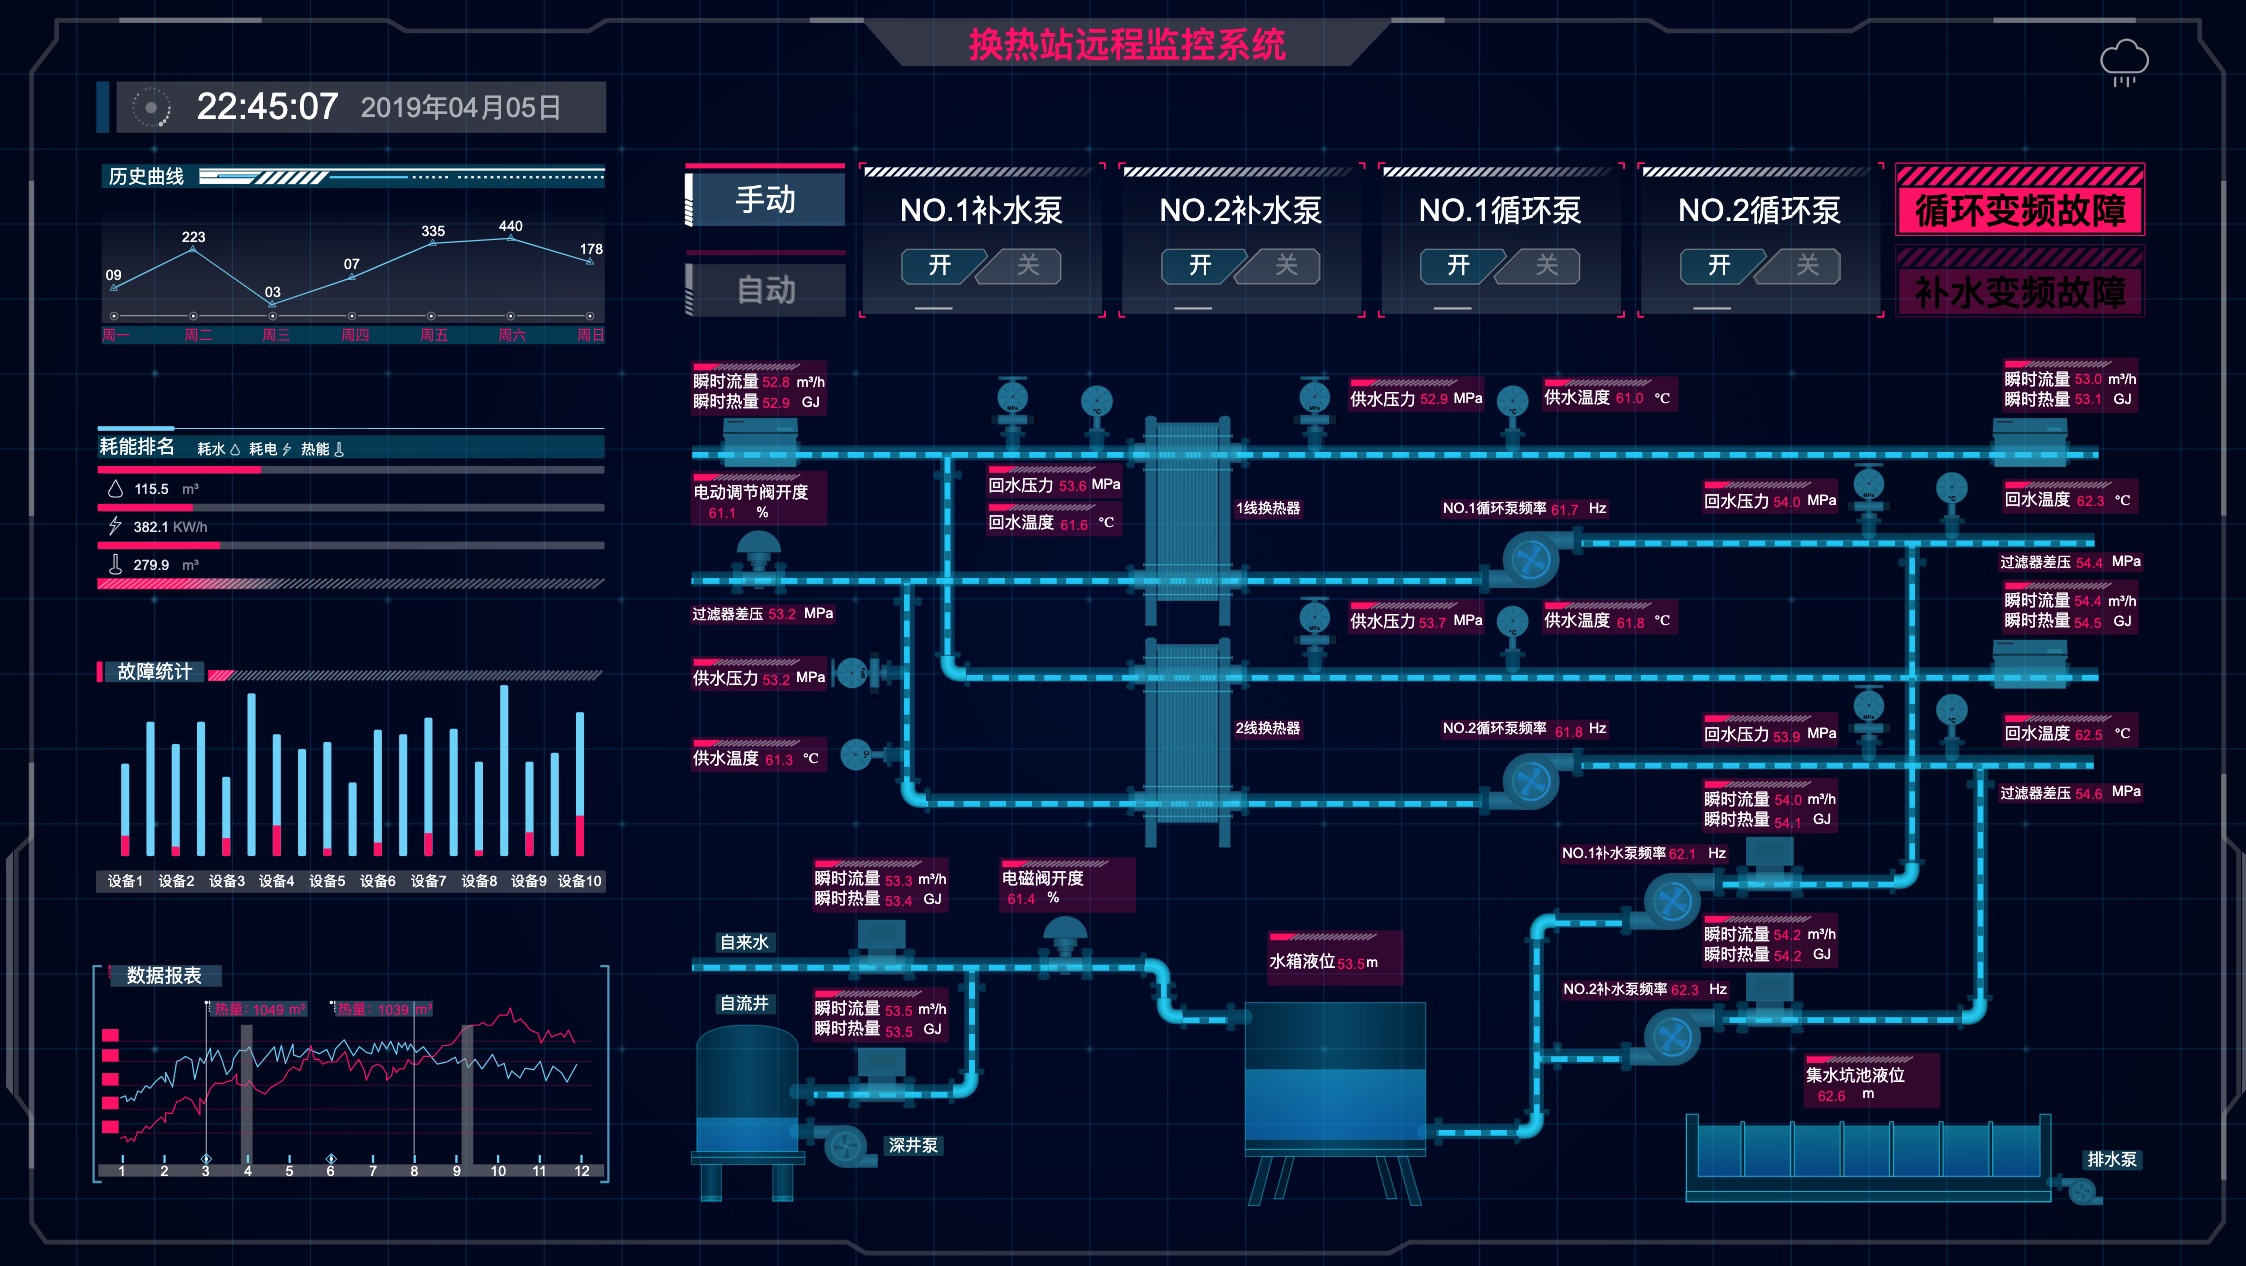 换热站远程监控系统
22:45:07 2019年04月05日
历史曲线
09
223
03
07
335
440
178
周一 周二 周三 周四 周五 周六 周日
耗能排名 耗水 耗电 热能
115.5 m³
382.1 KW/h
279.9 m³
故障统计
设备1 设备2 设备3 设备4 设备5 设备6 设备7 设备8 设备9 设备10
数据报表
热量：1049 m³
热量：1039 m³
1 2 3 4 5 6 7 8 9 10 11 12
手动
自动
NO.1补水泵
开 关
NO.2补水泵
开 关
NO.1循环泵
开 关
NO.2循环泵
开 关
循环变频故障
补水变频故障
瞬时流量 52.8 m³/h
瞬时热量 52.9 GJ
MPa
°C
MPa
供水压力 52.9 MPa
°C
供水温度 61.0 °C
瞬时流量 53.0 m³/h
瞬时热量 53.1 GJ
电动调节阀开度
61.1 %
回水压力 53.6 MPa
回水温度 61.6 °C
1线换热器
NO.1循环泵频率 61.7 Hz
回水压力 54.0 MPa
MPa
°C
回水温度 62.3 °C
过滤器差压 54.4 MPa
过滤器差压 53.2 MPa
MPa
供水压力 53.7 MPa
°C
供水温度 61.8 °C
瞬时流量 54.4 m³/h
瞬时热量 54.5 GJ
供水压力 53.2 MPa
供水温度 61.3 °C
2线换热器
NO.2循环泵频率 61.8 Hz
回水压力 53.9 MPa
MPa
°C
回水温度 62.5 °C
过滤器差压 54.6 MPa
瞬时流量 54.0 m³/h
瞬时热量 54.1 GJ
NO.1补水泵频率 62.1 Hz
瞬时流量 53.3 m³/h
瞬时热量 53.4 GJ
电磁阀开度
61.4 %
自来水
水箱液位 53.5 m
瞬时流量 54.2 m³/h
瞬时热量 54.2 GJ
NO.2补水泵频率 62.3 Hz
自流井
瞬时流量 53.5 m³/h
瞬时热量 53.5 GJ
深井泵
集水坑池液位
62.6 m
排水泵